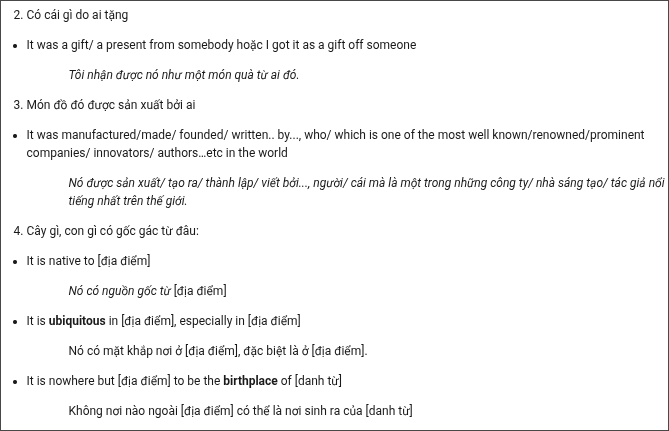 2. Có cái gì do ai tặng
• It was a gift/ a present from somebody hoặc I got it as a gift off someone
Tôi nhận được nó như một món quà từ ai đó.
3. Món đồ đó được sản xuất bởi ai
• It was manufactured/made/ founded/ written.. by..., who/ which is one of the most well known/renowned/prominent
companies/ innovators/ authors…etc in the world
Nó được sản xuất/ tạo ra/ thành lập/ viết bởi..., người/ cái mà là một trong những công ty/ nhà sáng tạo/ tác giả nổi
tiếng nhất trên thế giới.
4. Cây gì, con gì có gốc gác từ đâu:
• It is native to [địa điểm]
Nó có nguồn gốc từ [địa điểm]
• It is ubiquitous in [địa điểm], especially in [địa điểm]
Nó có mặt khắp nơi ở [địa điểm], đặc biệt là ở [địa điểm].
• It is nowhere but [địa điểm] to be the birthplace of [danh từ]
Không nơi nào ngoài [địa điểm] có thể là nơi sinh ra của [danh từ]